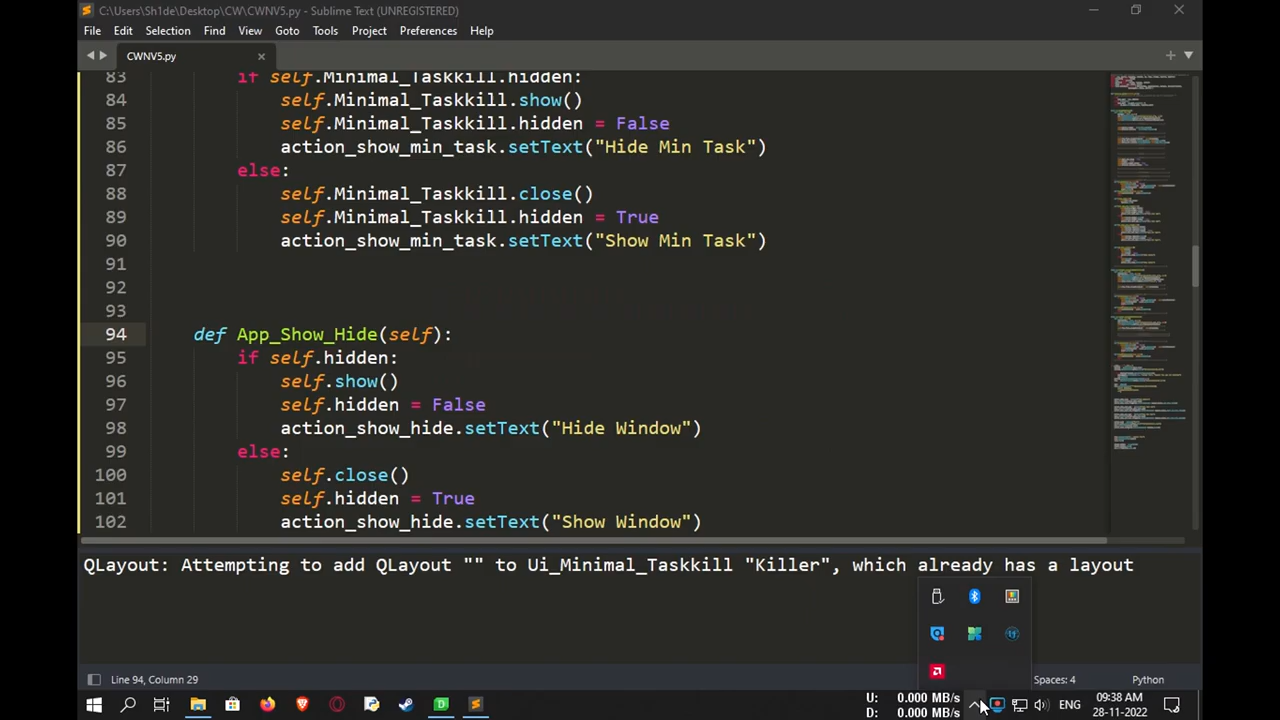 C:\Users\Sh1de\Desktop\CW\CWNV5.py - Sublime Text (UNREGISTERED)
File Edit Selection Find View Goto Tools Project Preferences Help
CWNV5.py
83 if self.Minimal_Taskkill.hidden:
84 self.Minimal_Taskkill.show()
85 self.Minimal_Taskkill.hidden = False
86 action_show_min_task.setText("Hide Min Task")
87 else:
88 self.Minimal_Taskkill.close()
89 self.Minimal_Taskkill.hidden = True
90 action_show_min_task.setText("Show Min Task")
91
92
93
94 def App_Show_Hide(self):
95 if self.hidden:
96 self.show()
97 self.hidden = False
98 action_show_hide.setText("Hide Window")
99 else:
100 self.close()
101 self.hidden = True
102 action_show_hide.setText("Show Window")
QLayout: Attempting to add QLayout "" to Ui_Minimal_Taskkill "Killer", which already has a layout
Line 94, Column 29 Spaces: 4 Python
U: 0.000 MB/s
D: 0.000 MB/s
ENG
09:38 AM
28-11-2022